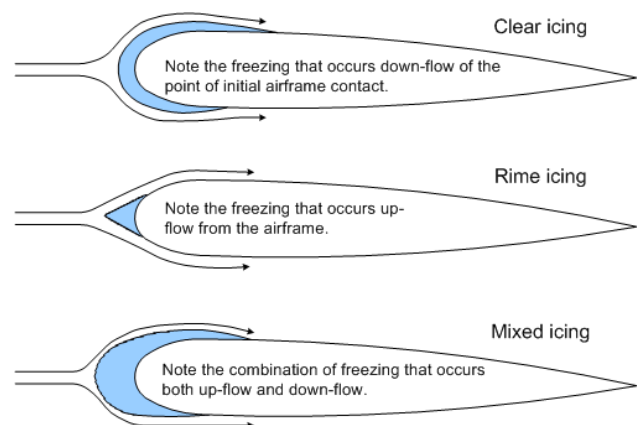 Clear icing
Note the freezing that occurs down-flow of the
point of initial airframe contact.
Rime icing
Note the freezing that occurs up-
flow from the airframe.
Mixed icing
Note the combination of freezing that occurs
both up-flow and down-flow.